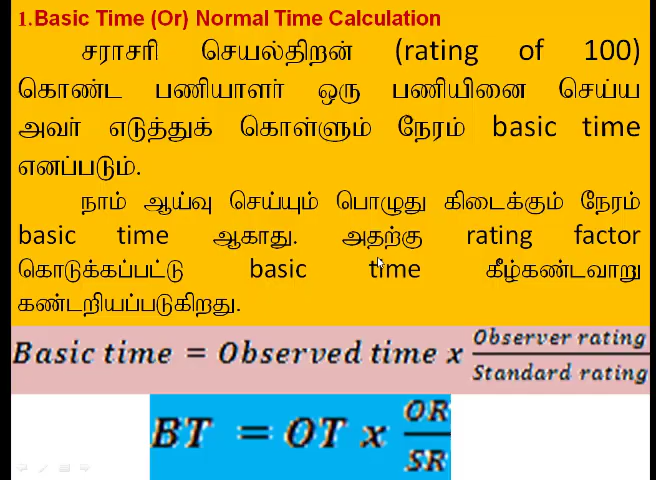 1.Basic Time (Or) Normal Time Calculation
சராசரி செயல்திறன் (rating of 100)
கொண்ட பணியாளர் ஒரு பணியினை செய்ய
அவர் எடுத்துக் கொள்ளும் நேரம் basic time
எனப்படும்.
நாம் ஆய்வு செய்யும் பொழுது கிடைக்கும் நேரம்
basic time ஆகாது. அதற்கு rating factor
கொடுக்கப்பட்டு basic time கீழ்கண்டவாறு
கண்டறியப்படுகிறது.
Basic time = Observed time x Observer rating / Standard rating
BT = OT x OR / SR